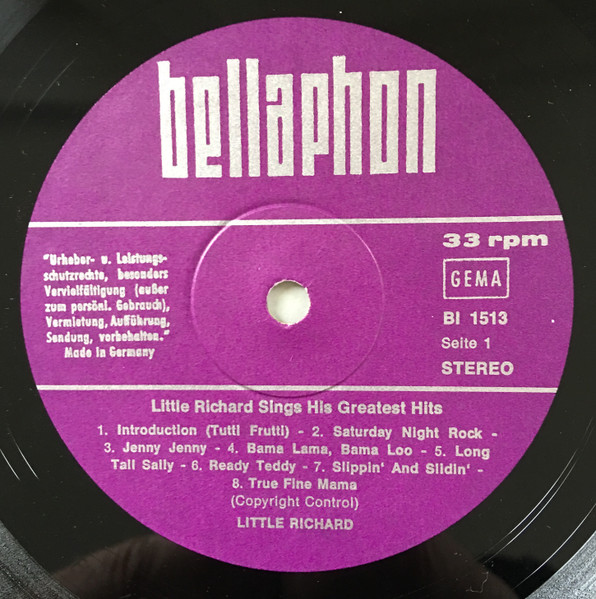 bellaphon
"Urheber- u. Leistungs-
schutzrechte, besonders
Vervielfältigung (außer
zum persönl. Gebrauch),
Vermietung, Aufführung,
Sendung, vorbehalten."
Made in Germany
33 rpm
GEMA
BI 1513
Seite 1
STEREO
Little Richard Sings His Greatest Hits
1. Introduction (Tutti Frutti) - 2. Saturday Night Rock -
3. Jenny Jenny - 4. Bama Lama, Bama Loo - 5. Long
Tall Sally - 6. Ready Teddy - 7. Slippin' And Slidin' -
8. True Fine Mama
(Copyright Control)
LITTLE RICHARD